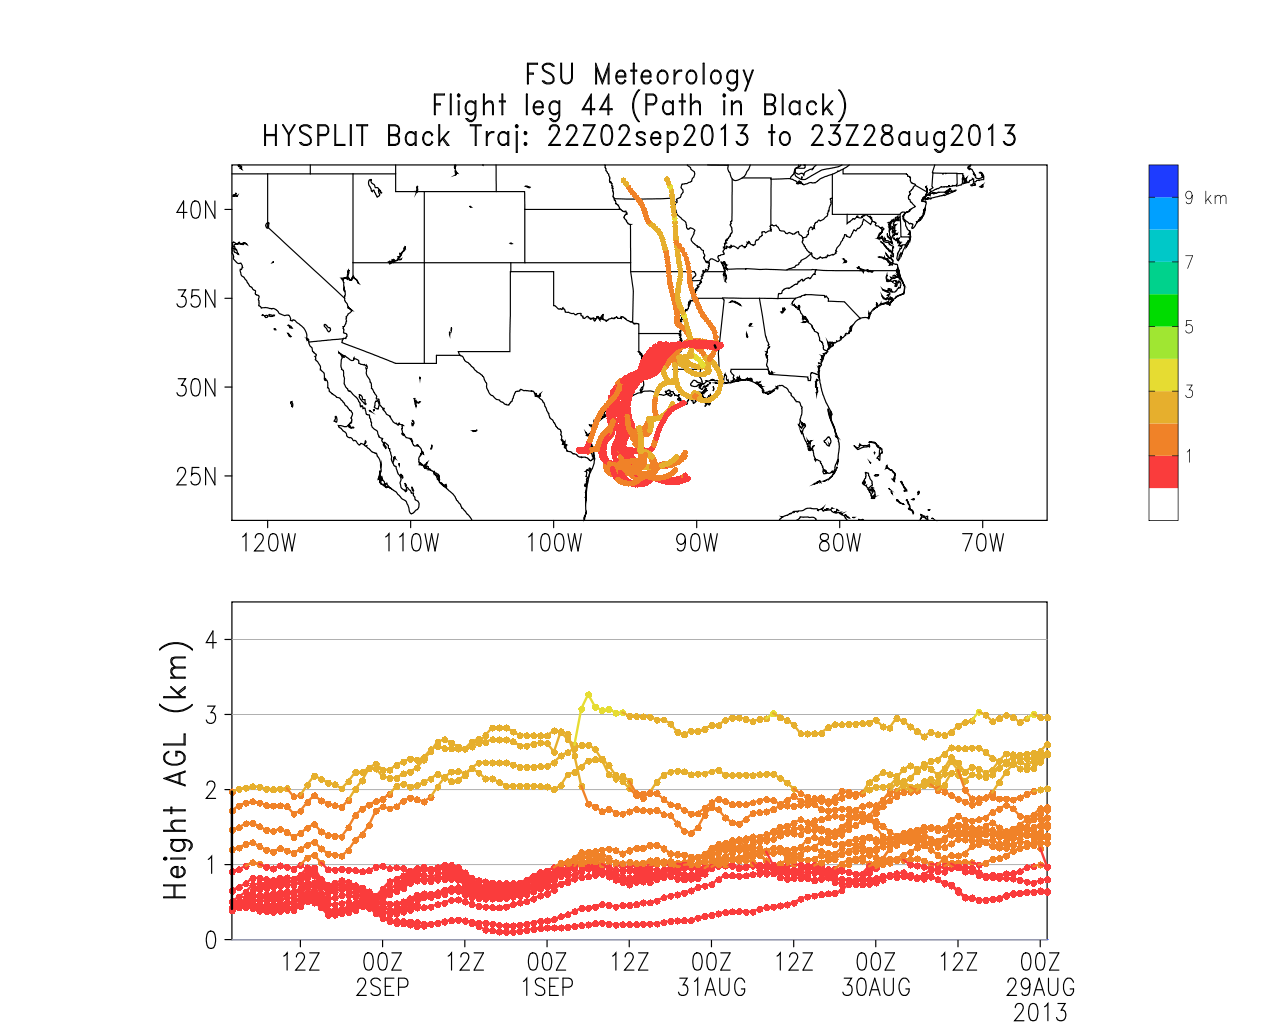 FSU Meteorology
Flight leg 44 (Path in Black)
HYSPLIT Back Traj: 22Z02sep2013 to 23Z28aug2013
40N
35N
30N
25N
120W 110W 100W 90W 80W 70W
9 km
7
5
3
1
Height AGL (km)
4
3
2
1
0
12Z 00Z 12Z 00Z 12Z 00Z 12Z 00Z 12Z 00Z
2SEP 1SEP 31AUG 30AUG 29AUG
2013